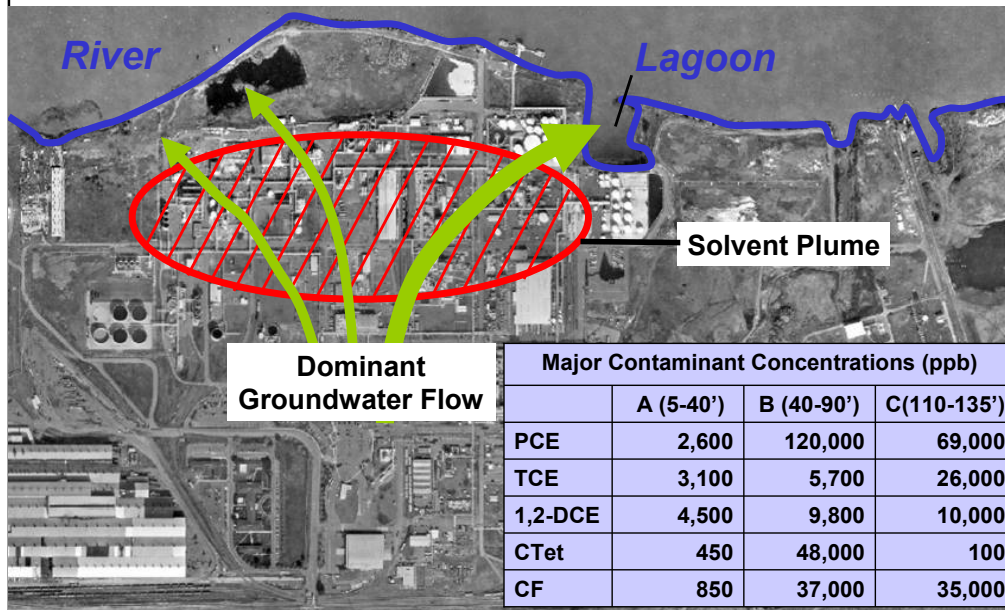 River
Lagoon
Solvent Plume
Dominant
Groundwater Flow
Major Contaminant Concentrations (ppb)
A (5-40’) B (40-90’) C(110-135’)
PCE 2,600 120,000 69,000
TCE 3,100 5,700 26,000
1,2-DCE 4,500 9,800 10,000
CTet 450 48,000 100
CF 850 37,000 35,000